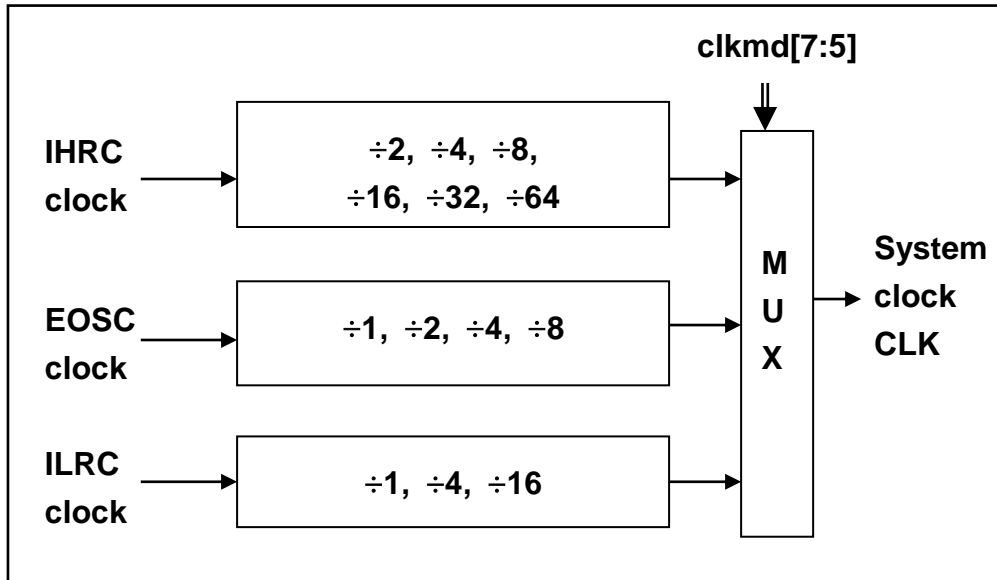 clkmd[7:5]
IHRC
clock
÷2, ÷4, ÷8,
÷16, ÷32, ÷64
EOSC
clock
÷1, ÷2, ÷4, ÷8
ILRC
clock
÷1, ÷4, ÷16
M
U
X
System
clock
CLK